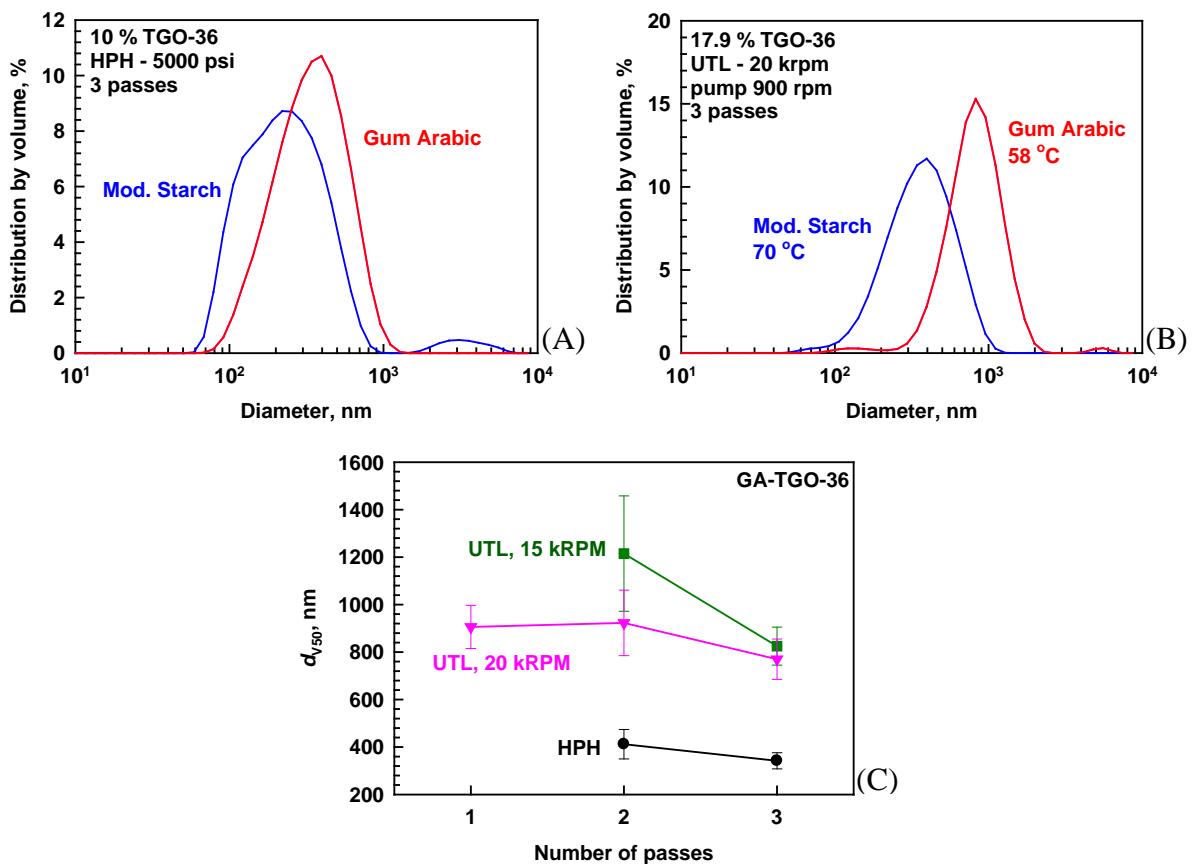 10 % TGO-36
HPH - 5000 psi
3 passes
Gum Arabic
Mod. Starch
Distribution by volume, %
0
2
4
6
8
10
12
10¹
10²
10³
10⁴
Diameter, nm
(A)
17.9 % TGO-36
UTL - 20 krpm
pump 900 rpm
3 passes
Gum Arabic
58 °C
Mod. Starch
70 °C
Distribution by volume, %
0
5
10
15
20
10¹
10²
10³
10⁴
Diameter, nm
(B)
GA-TGO-36
UTL, 15 kRPM
UTL, 20 kRPM
HPH
dV50, nm
200
400
600
800
1000
1200
1400
1600
1
2
3
Number of passes
(C)